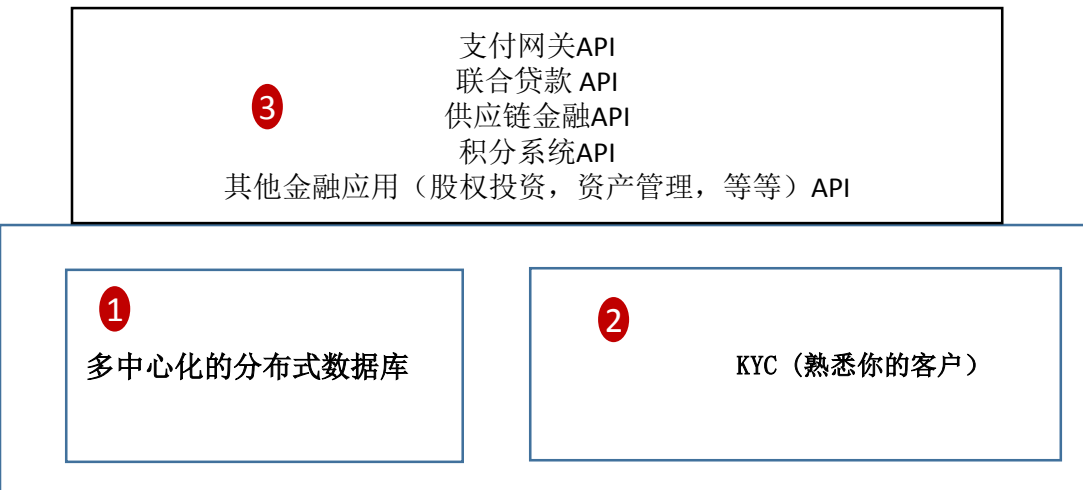 支付网关API
联合贷款 API
3
供应链金融API
积分系统API
其他金融应用（股权投资，资产管理，等等）API
1
多中心化的分布式数据库
2
KYC (熟悉你的客户）